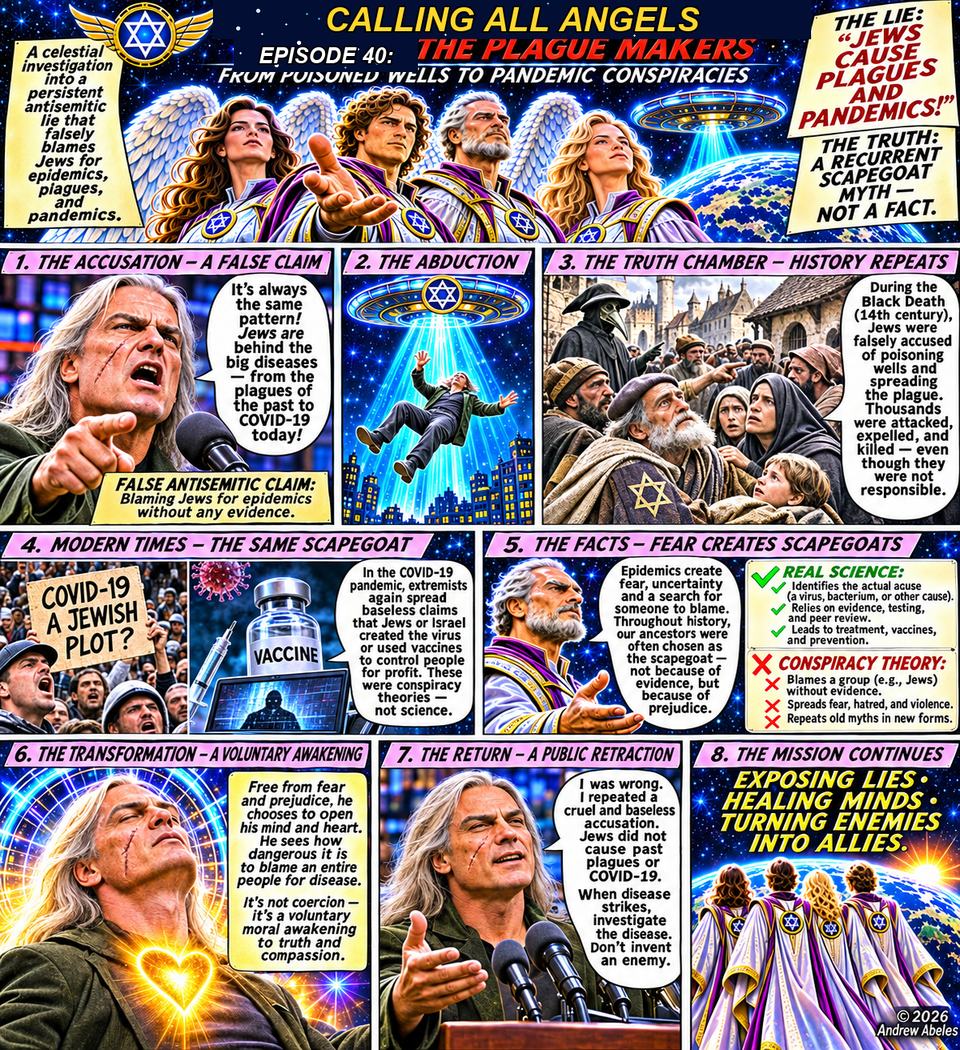 CALLING ALL ANGELS
EPISODE 40: THE PLAGUE MAKERS
FROM POISONED WELLS TO PANDEMIC CONSPIRACIES
A celestial
investigation
into a
persistent
antisemitic
lie that
falsely
blames
Jews for
epidemics,
plagues,
and
pandemics.
THE LIE:
“JEWS
CAUSE
PLAGUES
AND
PANDEMICS!”
THE TRUTH:
A RECURRENT
SCAPEGOAT
MYTH —
NOT A FACT.
1. THE ACCUSATION – A FALSE CLAIM
It’s always
the same
pattern!
Jews are
behind the
big diseases
— from the
plagues of
the past to
COVID-19
today!
FALSE ANTISEMITIC CLAIM:
Blaming Jews for epidemics
without any evidence.
2. THE ABDUCTION
3. THE TRUTH CHAMBER – HISTORY REPEATS
During the
Black Death
(14th century),
Jews were
falsely accused
of poisoning
wells and
spreading
the plague.
Thousands
were attacked,
expelled, and
killed — even
though they
were not
responsible.
4. MODERN TIMES – THE SAME SCAPEGOAT
COVID-19
A JEWISH
PLOT?
VACCINE
In the COVID-19
pandemic, extremists
again spread
baseless claims
that Jews or Israel
created the virus
or used vaccines
to control people
for profit. These
were conspiracy
theories —
not science.
5. THE FACTS – FEAR CREATES SCAPEGOATS
Epidemics create
fear, uncertainty
and a search for
someone to blame.
Throughout history,
our ancestors were
often chosen as
the scapegoat —
not because of
evidence, but
because of
prejudice.
REAL SCIENCE:
Identifies the actual acuse
(a virus, bacterium, or other cause).
Relies on evidence, testing,
and peer review.
Leads to treatment, vaccines,
and prevention.
CONSPIRACY THEORY:
Blames a group (e.g., Jews)
without evidence.
Spreads fear, hatred, and violence.
Repeats old myths in new forms.
6. THE TRANSFORMATION – A VOLUNTARY AWAKENING
Free from fear
and prejudice, he
chooses to open
his mind and heart.
He sees how
dangerous it is
to blame an entire
people for disease.
It’s not coercion —
it’s a voluntary
moral awakening
to truth and
compassion.
7. THE RETURN – A PUBLIC RETRACTION
I was wrong.
I repeated a
cruel and baseless
accusation.
Jews did not
cause past
plagues or
COVID-19.
When disease
strikes,
investigate
the disease.
Don’t invent
an enemy.
8. THE MISSION CONTINUES
EXPOSING LIES •
HEALING MINDS •
TURNING ENEMIES
INTO ALLIES.
© 2026
Andrew Abeles